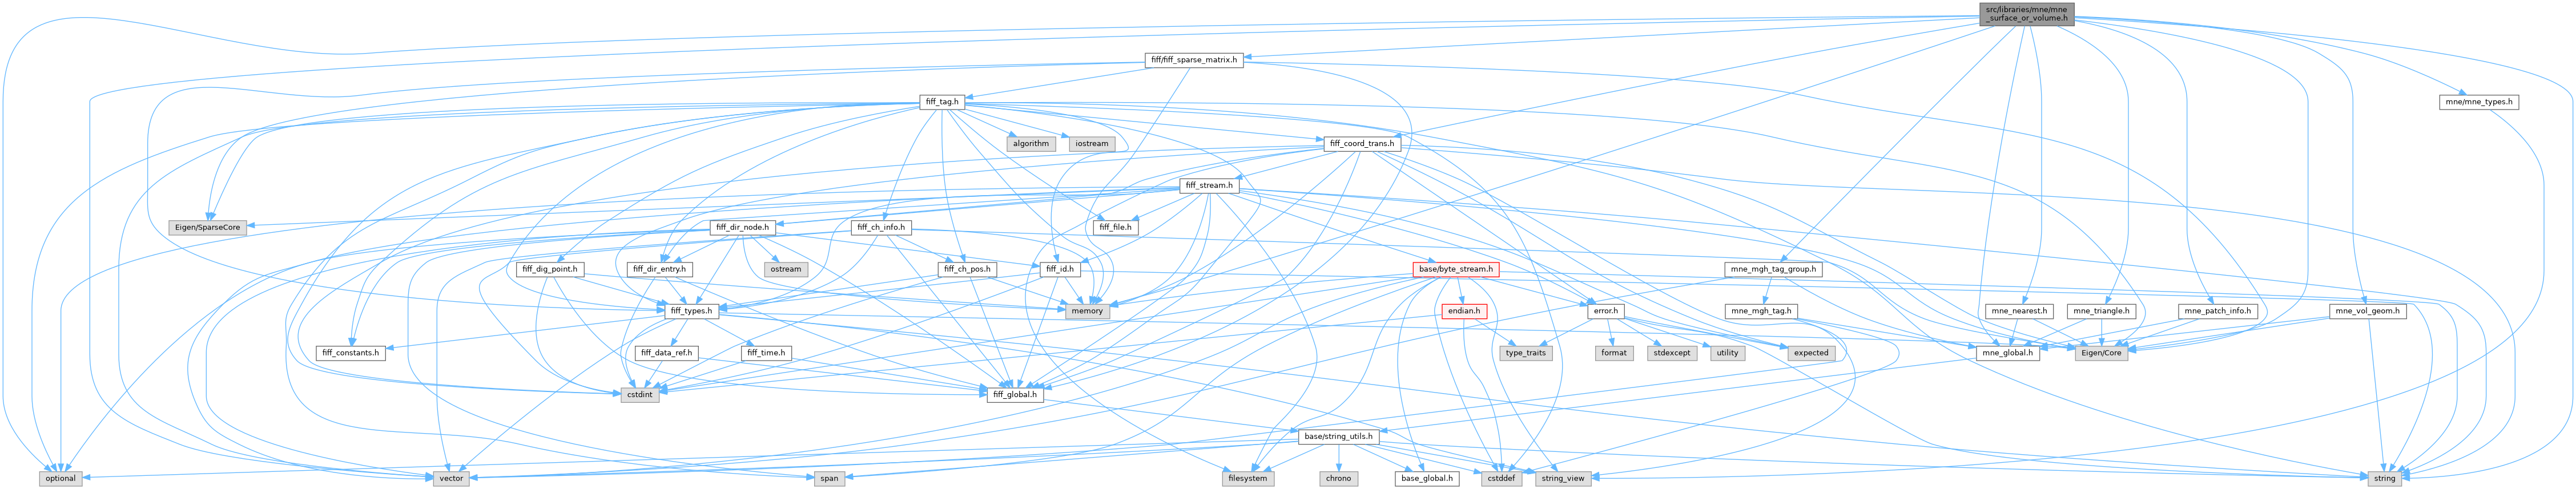 src/libraries/mne/mne
_surface_or_volume.h
fiff/fiff_sparse_matrix.h
fiff_tag.h
mne/mne_types.h
algorithm
iostream
fiff_coord_trans.h
fiff_stream.h
Eigen/SparseCore
fiff_dir_node.h
fiff_ch_info.h
fiff_file.h
fiff_dig_point.h
fiff_dir_entry.h
ostream
fiff_ch_pos.h
fiff_id.h
base/byte_stream.h
mne_mgh_tag_group.h
fiff_types.h
memory
endian.h
error.h
mne_mgh_tag.h
mne_nearest.h
mne_triangle.h
mne_patch_info.h
mne_vol_geom.h
fiff_constants.h
fiff_data_ref.h
fiff_time.h
type_traits
format
stdexcept
utility
expected
mne_global.h
Eigen/Core
cstdint
fiff_global.h
base/string_utils.h
optional
vector
span
filesystem
chrono
base_global.h
cstddef
string_view
string